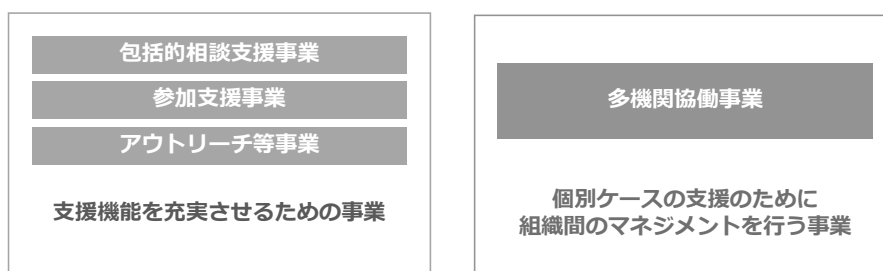 包括的相談支援事業
参加支援事業
アウトリーチ等事業
支援機能を充実させるための事業
多機関協働事業
個別ケースの支援のために
組織間のマネジメントを行う事業